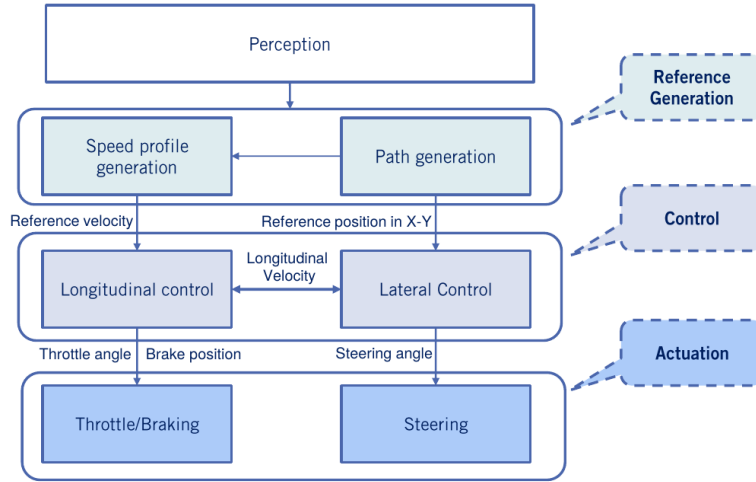 Perception
Reference
Generation
Speed profile
generation
Path generation
Reference velocity
Reference position in X-Y
Control
Longitudinal control
Longitudinal
Velocity
Lateral Control
Throttle angle
Brake position
Steering angle
Actuation
Throttle/Braking
Steering